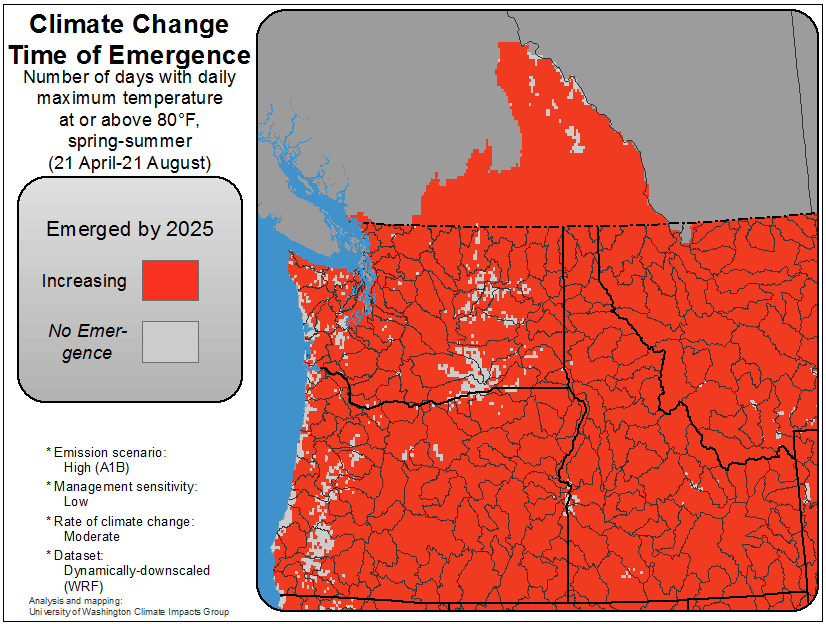 Climate Change
Time of Emergence
Number of days with daily
maximum temperature
at or above 80°F,
spring-summer
(21 April-21 August)
Emerged by 2025
Increasing
No Emer-
gence
* Emission scenario:
High (A1B)
* Management sensitivity:
Low
* Rate of climate change:
Moderate
* Dataset:
Dynamically-downscaled
(WRF)
Analysis and mapping:
University of Washington Climate Impacts Group